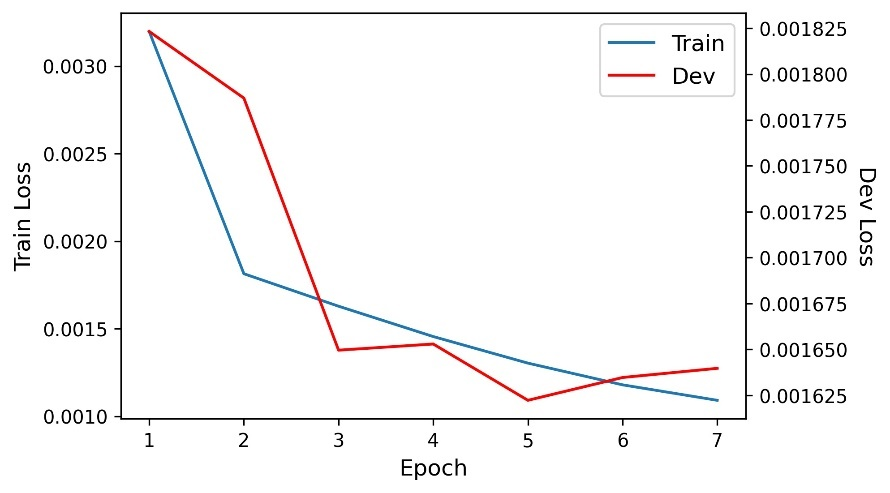 Train
Dev
Train Loss
0.0030
0.0025
0.0020
0.0015
0.0010
0.001825
0.001800
0.001775
0.001750
0.001725
0.001700
0.001675
0.001650
0.001625
Dev Loss
1 2 3 4 5 6 7
Epoch